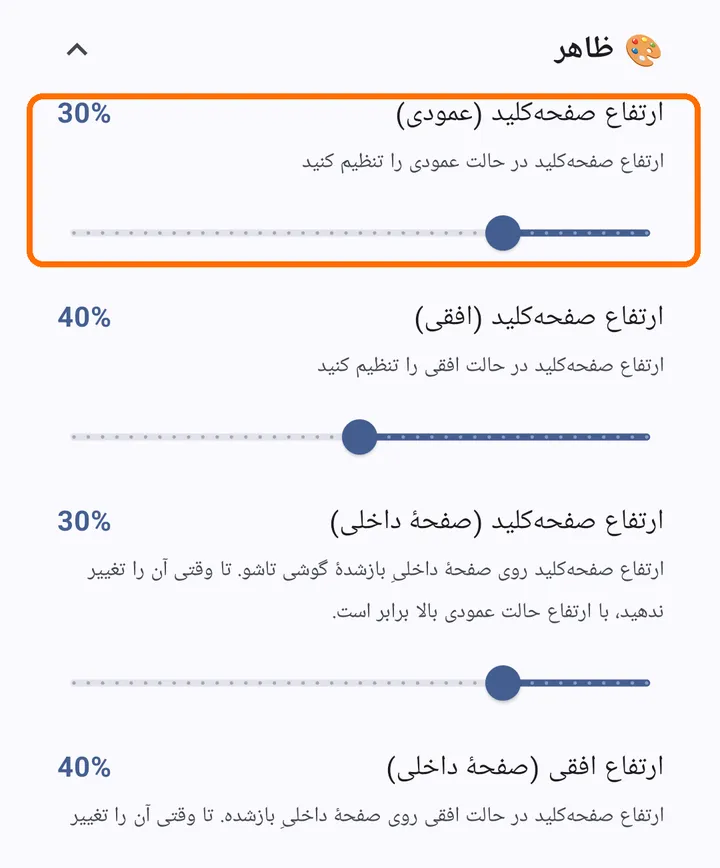 🎨 ظاهر
ارتفاع صفحه‌کلید (عمودی)
30%
ارتفاع صفحه‌کلید در حالت عمودی را تنظیم کنید
ارتفاع صفحه‌کلید (افقی)
40%
ارتفاع صفحه‌کلید در حالت افقی را تنظیم کنید
ارتفاع صفحه‌کلید (صفحهٔ داخلی)
30%
ارتفاع صفحه‌کلید روی صفحهٔ داخلیِ بازشدهٔ گوشی تاشو. تا وقتی آن را تغییر
ندهید، با ارتفاع حالت عمودی بالا برابر است.
ارتفاع افقی (صفحهٔ داخلی)
40%
ارتفاع صفحه‌کلید در حالت افقی روی صفحهٔ داخلیِ بازشده. تا وقتی آن را تغییر